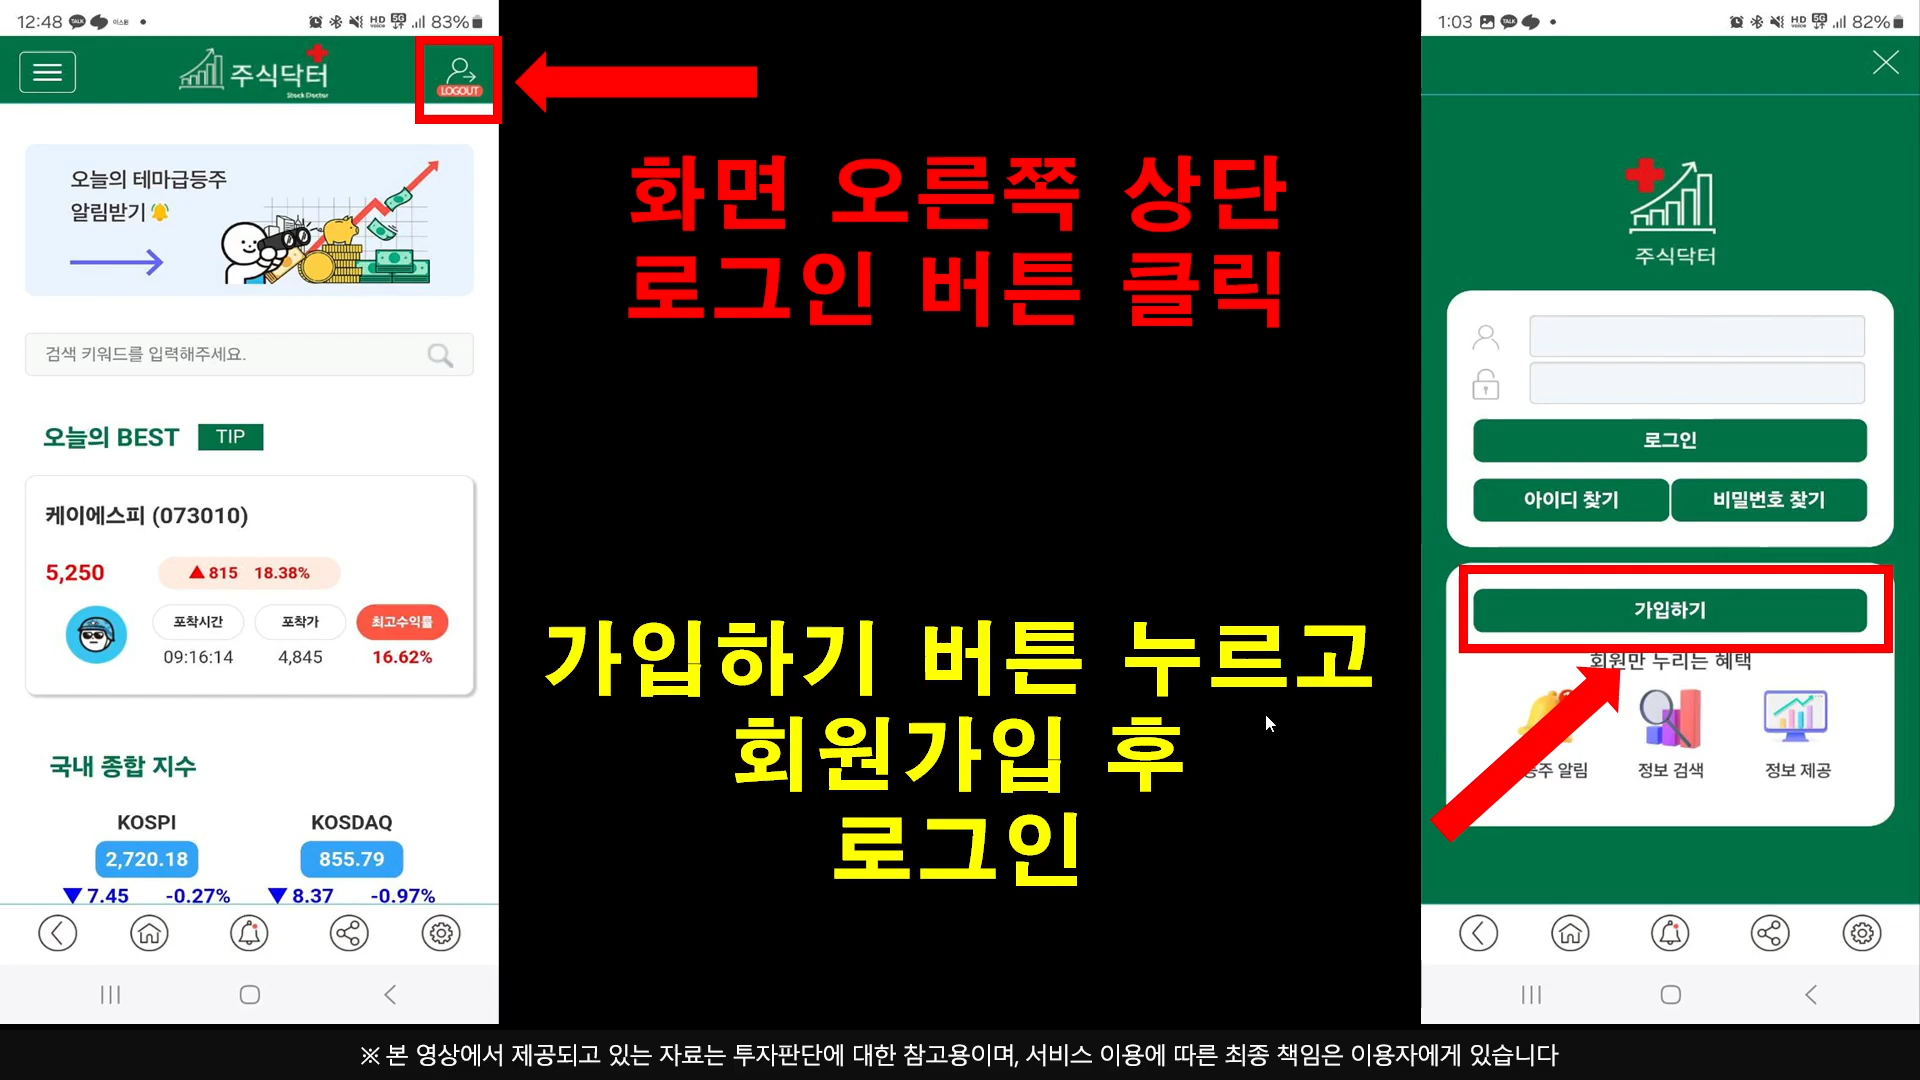 12:48
83%
주식닥터
Stock Doctor
LOGOUT
오늘의 테마급등주
알림받기
검색 키워드를 입력해주세요.
오늘의 BEST TIP
케이에스피 (073010)
5,250 ▲ 815 18.38%
포착시간 포착가 최고수익률
09:16:14 4,845 16.62%
국내 종합 지수
KOSPI KOSDAQ
2,720.18 855.79
▼ 7.45 -0.27% ▼ 8.37 -0.97%
화면 오른쪽 상단
로그인 버튼 클릭
가입하기 버튼 누르고
회원가입 후
로그인
1:03
82%
주식닥터
로그인
아이디 찾기 비밀번호 찾기
가입하기
회원만 누리는 혜택
주 알림 정보 검색 정보 제공
※ 본 영상에서 제공되고 있는 자료는 투자판단에 대한 참고용이며, 서비스 이용에 따른 최종 책임은 이용자에게 있습니다